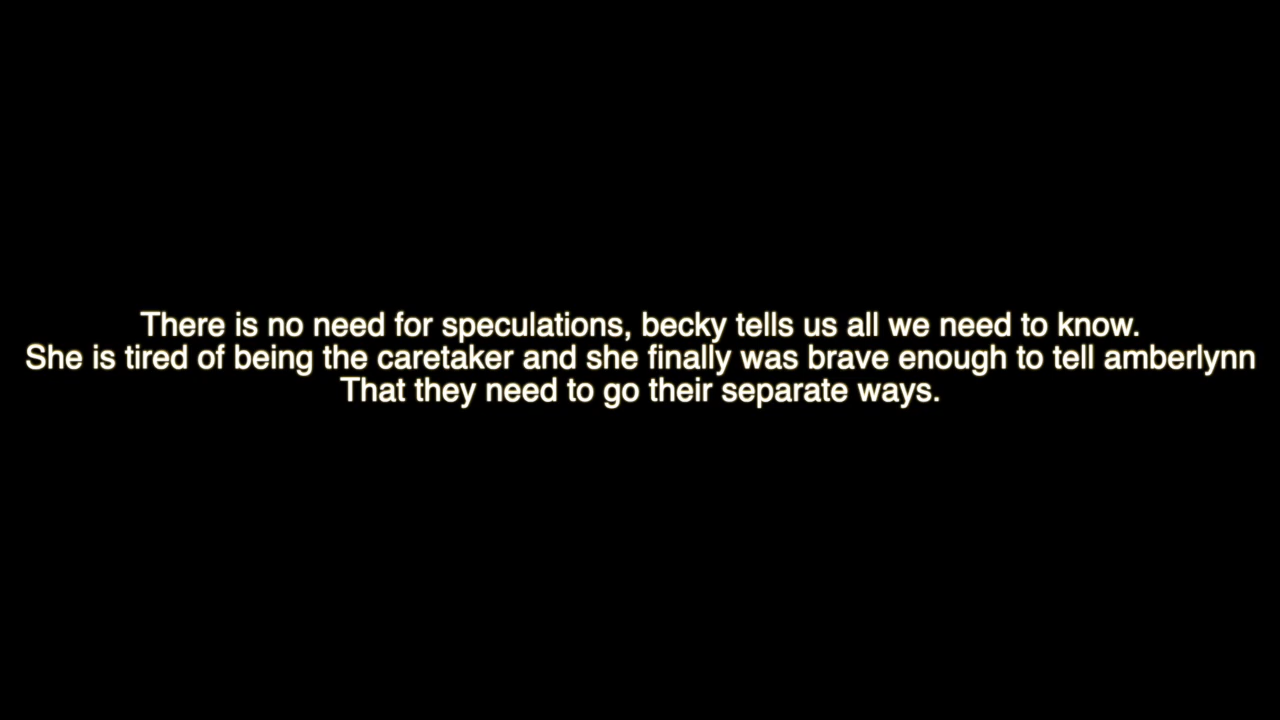 There is no need for speculations, becky tells us all we need to know.
She is tired of being the caretaker and she finally was brave enough to tell amberlynn
That they need to go their separate ways.